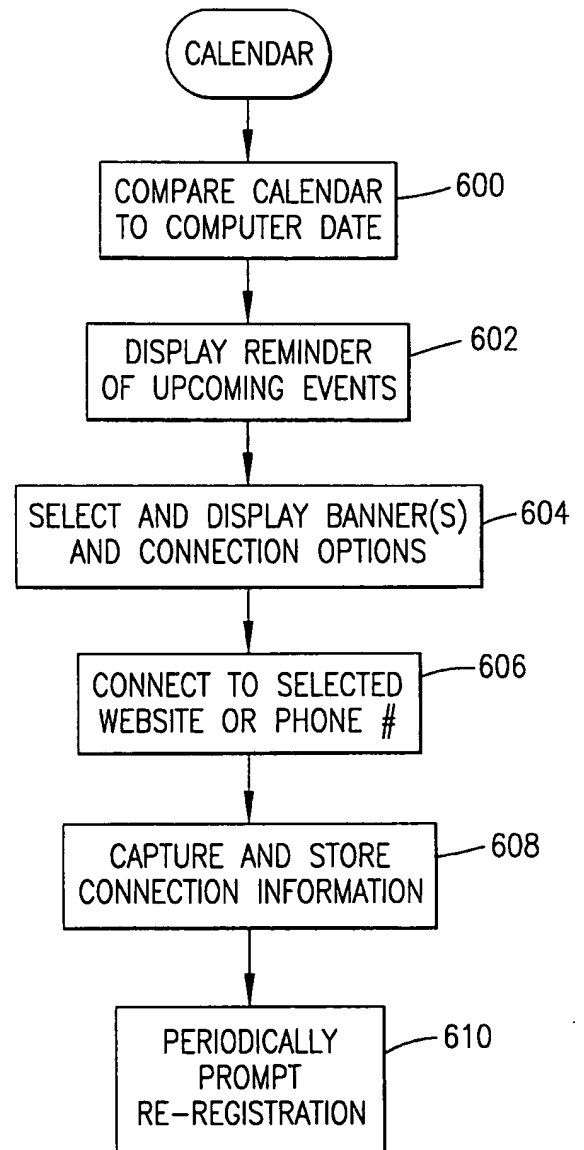 CALENDAR
COMPARE CALENDAR
TO COMPUTER DATE
600
DISPLAY REMINDER
OF UPCOMING EVENTS
602
SELECT AND DISPLAY BANNER(S)
AND CONNECTION OPTIONS
604
CONNECT TO SELECTED
WEBSITE OR PHONE #
606
CAPTURE AND STORE
CONNECTION INFORMATION
608
PERIODICALLY
PROMPT
RE-REGISTRATION
610